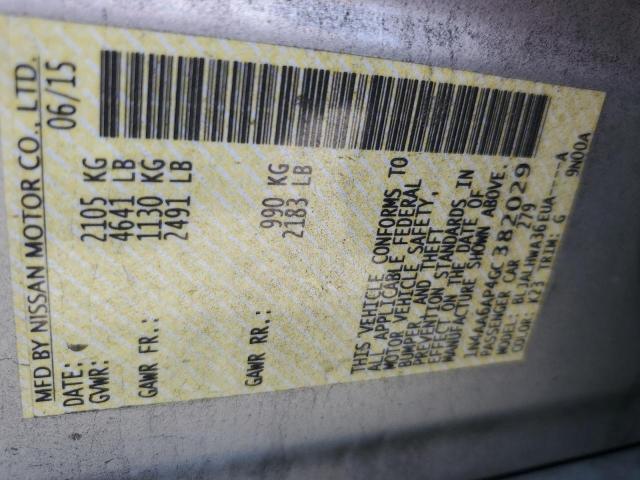 MFD BY NISSAN MOTOR CO., LTD.
DATE: 06/15
GVWR: 2105 KG
4641 LB
GAWR FR.: 1130 KG
2491 LB
GAWR RR.: 990 KG
2183 LB
THIS VEHICLE CONFORMS TO
ALL APPLICABLE FEDERAL
MOTOR VEHICLE SAFETY,
BUMPER, AND THEFT
PREVENTION STANDARDS IN
EFFECT ON THE DATE OF
MANUFACTURE SHOWN ABOVE.
1N4AA6AP4GC382029
PASSENGER CAR 279
MODEL: BL3ALHWA36EUA----A
COLOR: K23 TRIM: G 9N00A